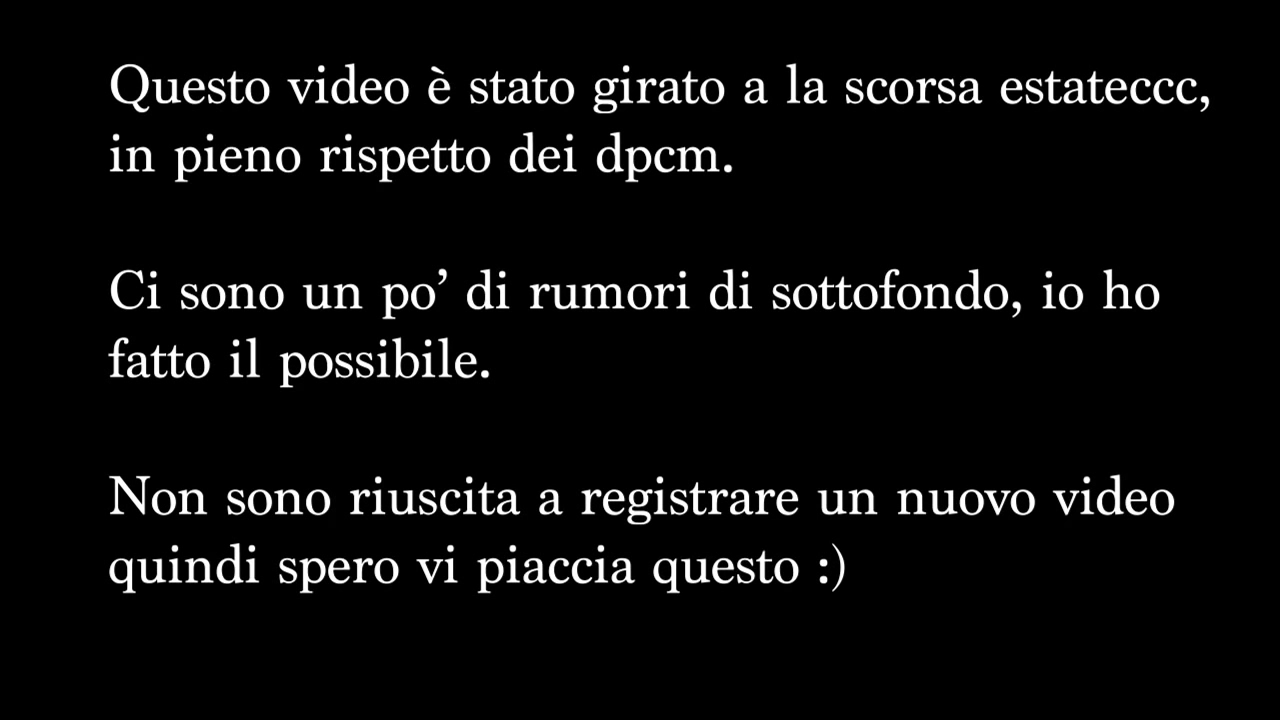 Questo video è stato girato a la scorsa estateccc,
in pieno rispetto dei dpcm.
Ci sono un po’ di rumori di sottofondo, io ho
fatto il possibile.
Non sono riuscita a registrare un nuovo video
quindi spero vi piaccia questo :)